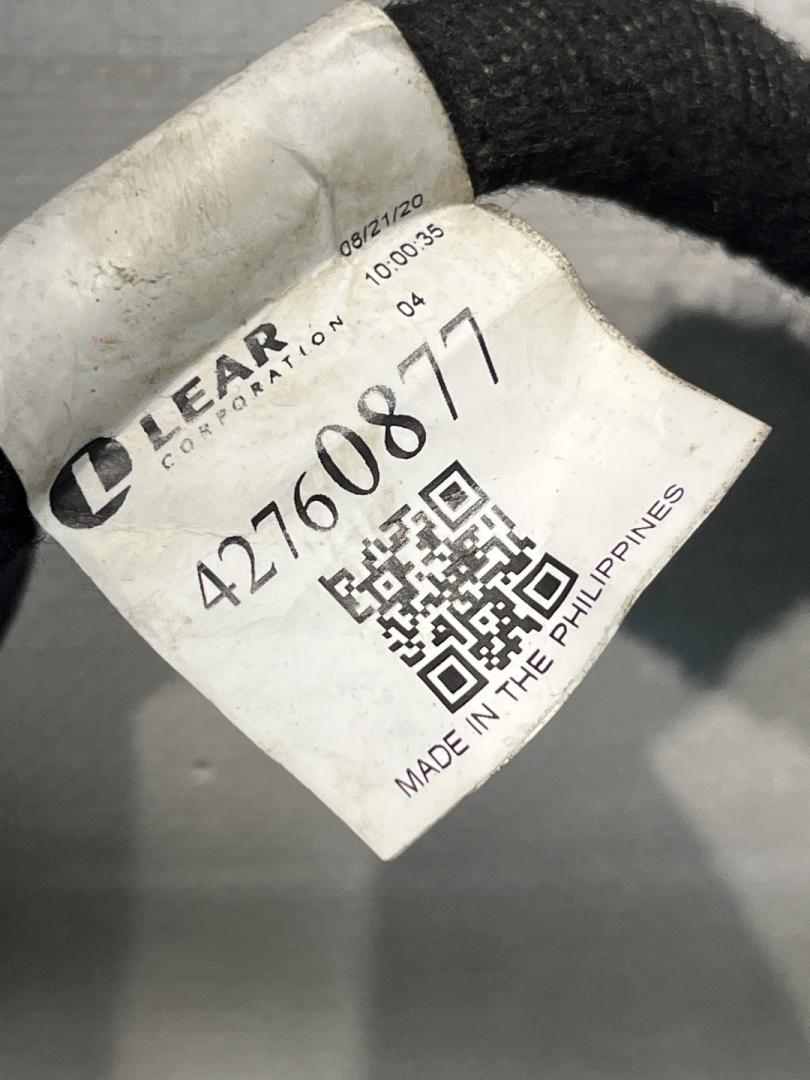 08/21/20
10:00:35
04
L LEAR
CORPORATION
42760877
MADE IN THE PHILIPPINES